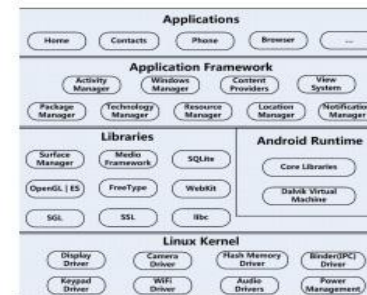 Applications
Home Contacts Phone Browser ...
Application Framework
Activity Manager Windows Manager Content Providers View System
Package Manager Technology Manager Resource Manager Location Manager Notification Manager
Libraries
Surface Manager Medio Framework SQLite
OpenGL | ES FreeType WebKit
SGL SSL libc
Android Runtime
Core Libraries
Dalvik Virtual Machine
Linux Kernel
Display Driver Camera Driver Flash Memory Driver Binder(IPC) Driver
Keypad Driver WiFi Driver Audio Drivers Power Management